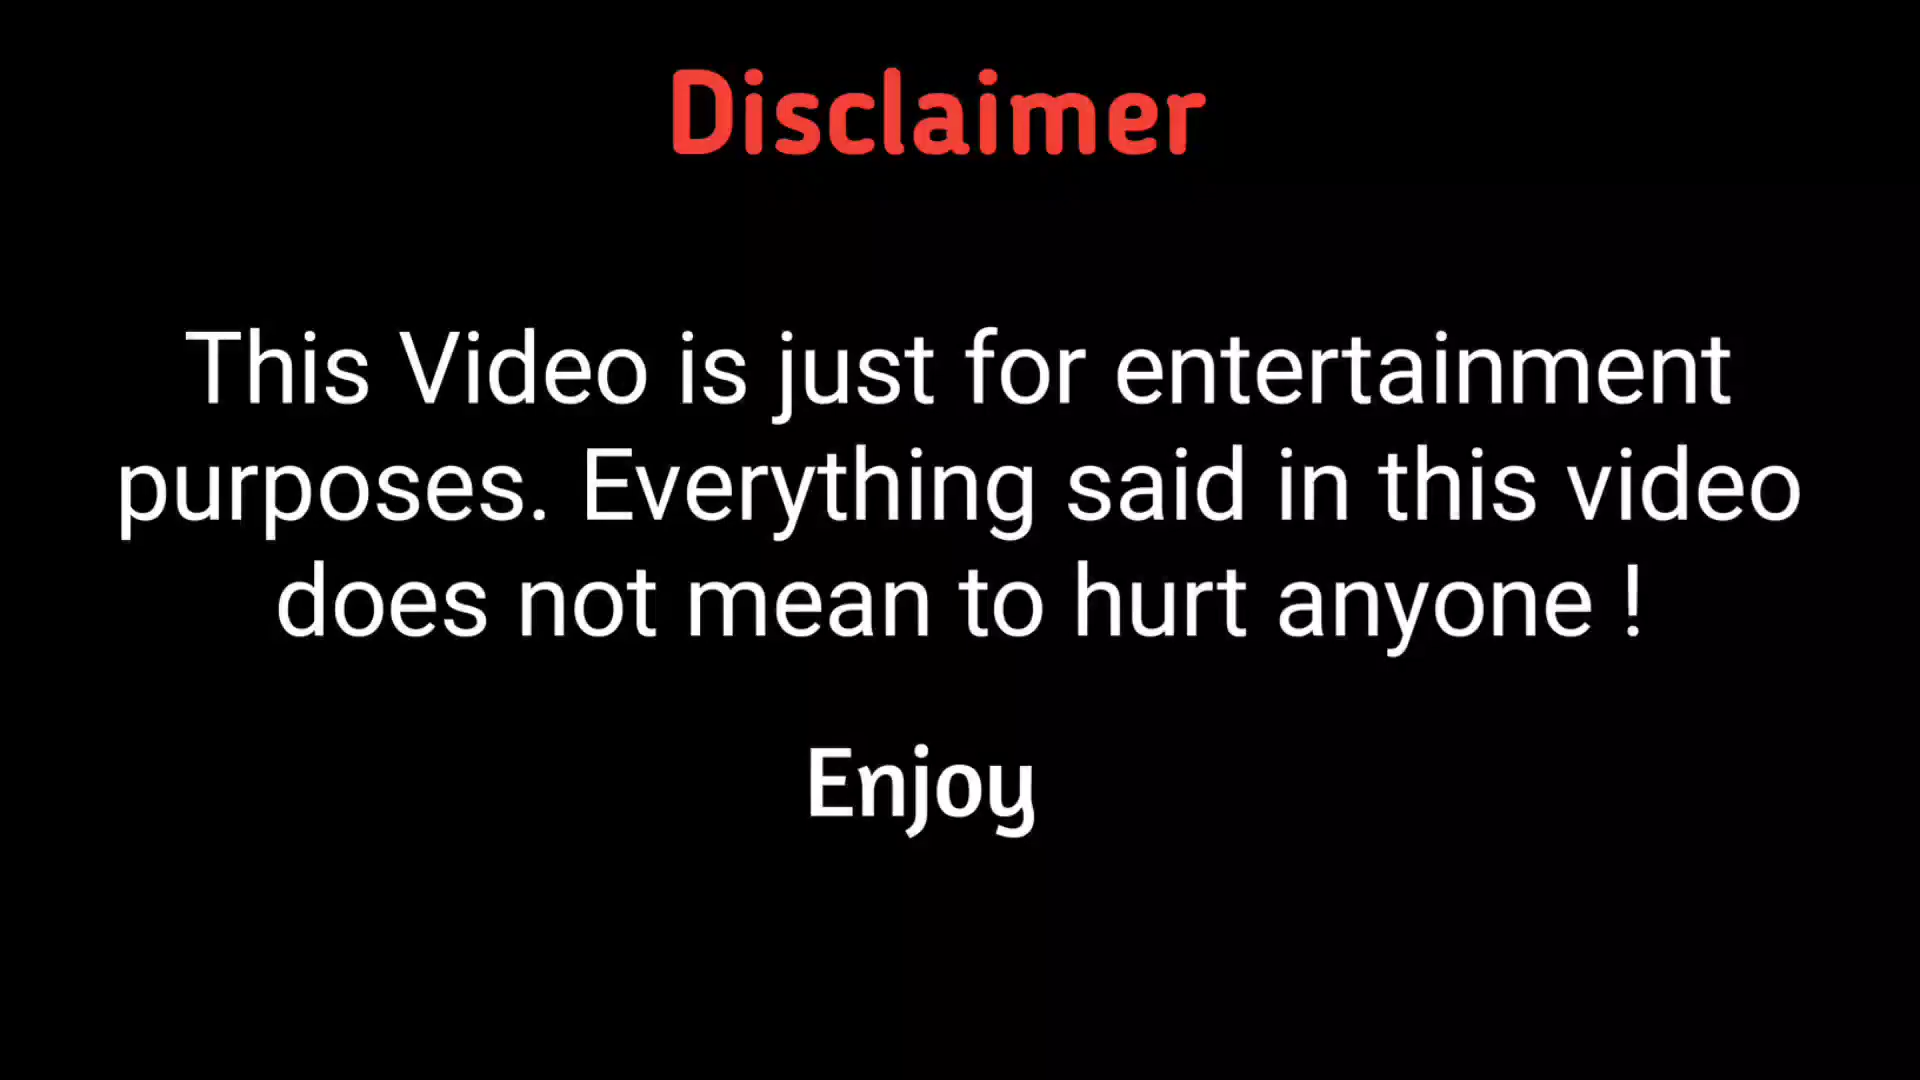 Disclaimer
This Video is just for entertainment
purposes. Everything said in this video
does not mean to hurt anyone !
Enjoy